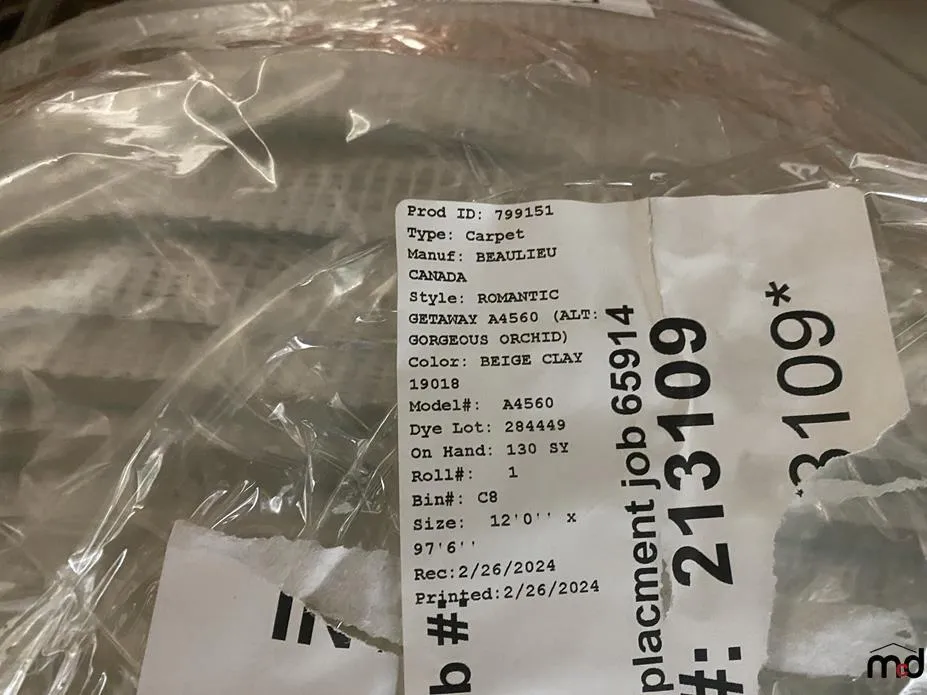 Prod ID: 799151
Type: Carpet
Manuf: BEAULIEU
CANADA
Style: ROMANTIC
GETAWAY A4560 (ALT:
GORGEOUS ORCHID)
Color: BEIGE CLAY
19018
Model#: A4560
Dye Lot: 284449
On Hand: 130 SY
Roll#: 1
Bin#: C8
Size: 12'0'' x
97'6''
Rec:2/26/2024
Printed:2/26/2024
b #:
placment job 65914
#: 213109
3109*
mcd